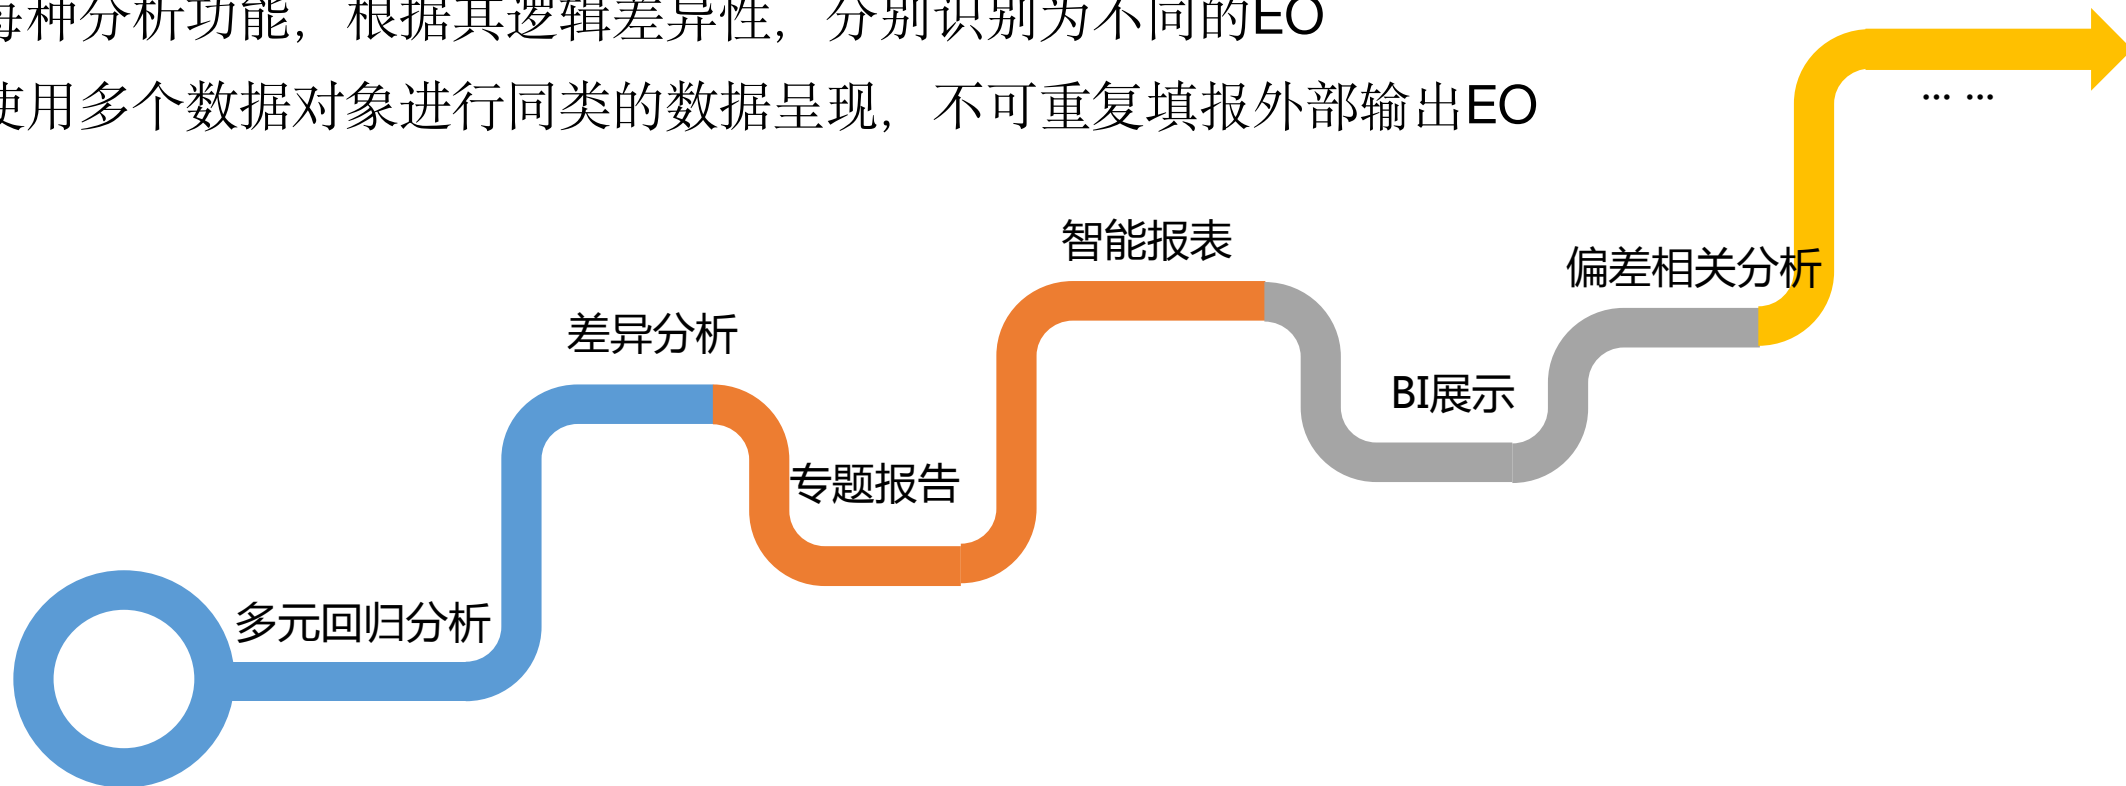 每种分析功能，根据其逻辑差异性，分别识别为不同的EO
使用多个数据对象进行同类的数据呈现，不可重复填报外部输出EO
... ...
智能报表
偏差相关分析
差异分析
BI展示
专题报告
多元回归分析